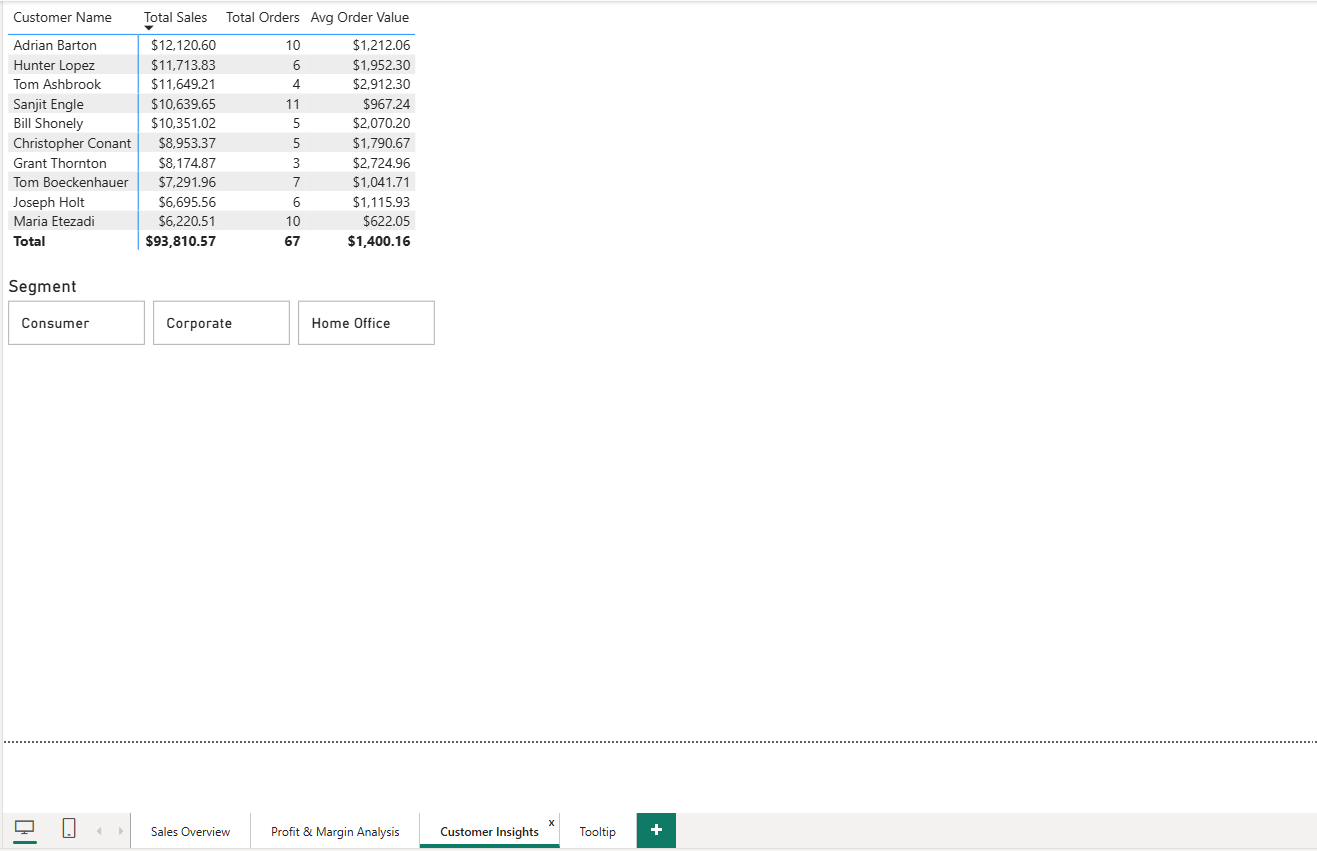 Customer Name Total Sales Total Orders Avg Order Value
Adrian Barton $12,120.60 10 $1,212.06
Hunter Lopez $11,713.83 6 $1,952.30
Tom Ashbrook $11,649.21 4 $2,912.30
Sanjit Engle $10,639.65 11 $967.24
Bill Shonely $10,351.02 5 $2,070.20
Christopher Conant $8,953.37 5 $1,790.67
Grant Thornton $8,174.87 3 $2,724.96
Tom Boeckenhauer $7,291.96 7 $1,041.71
Joseph Holt $6,695.56 6 $1,115.93
Maria Etezadi $6,220.51 10 $622.05
Total $93,810.57 67 $1,400.16
Segment
Consumer Corporate Home Office
Sales Overview Profit & Margin Analysis Customer Insights x Tooltip +